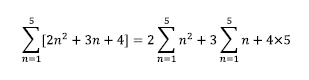 ∑_{n=1}^{5} [2n² + 3n + 4] = 2 ∑_{n=1}^{5} n² + 3 ∑_{n=1}^{5} n + 4×5